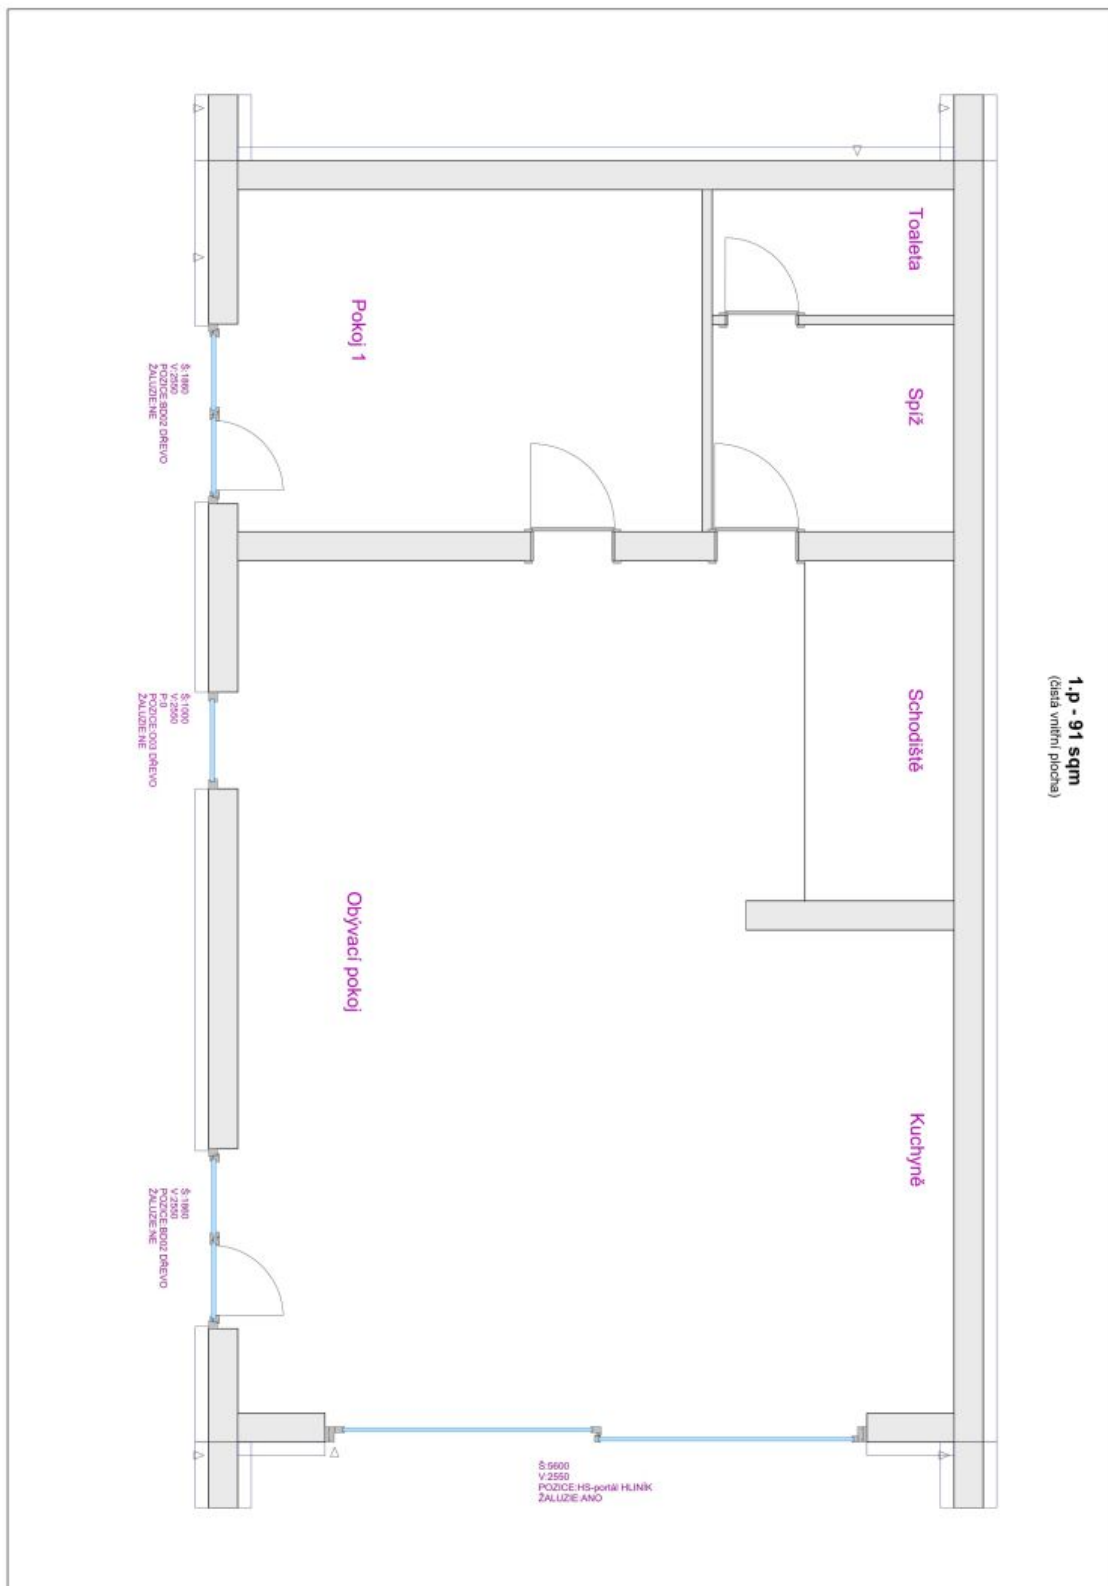 1.p - 91 sqm
(čistá vnitřní plocha)
Toaleta
Spíž
Schodiště
Kuchyně
Pokoj 1
Obývací pokoj
Š:1860
V:2550
POZICE:BD02 DŘEVO
ŽALUZIE:NE
Š:1000
V:2550
P:0
POZICE:O03 DŘEVO
ŽALUZIE:NE
Š:1860
V:2550
POZICE:BD02 DŘEVO
ŽALUZIE:NE
Š:5600
V:2550
POZICE:HS-portál HLINÍK
ŽALUZIE:ANO